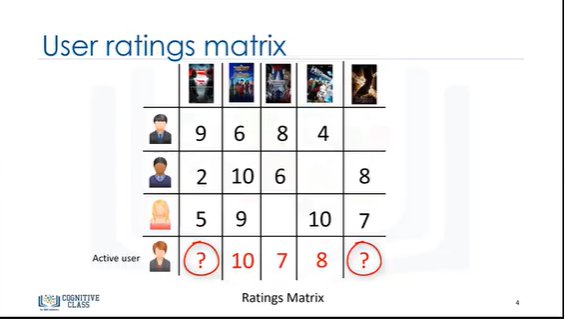 User ratings matrix
9 6 8 4
2 10 6 8
5 9 10 7
Active user ? 10 7 8 ?
Ratings Matrix
COGNITIVE
CLASS
4